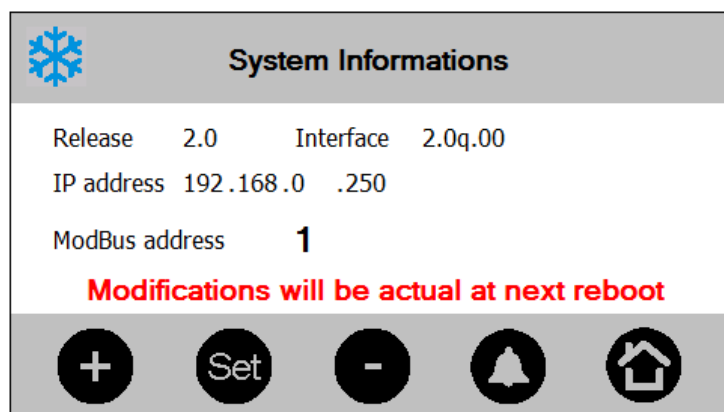 System Informations
Release 2.0 Interface 2.0q.00
IP address 192.168.0 .250
ModBus address 1
Modifications will be actual at next reboot
+ Set -